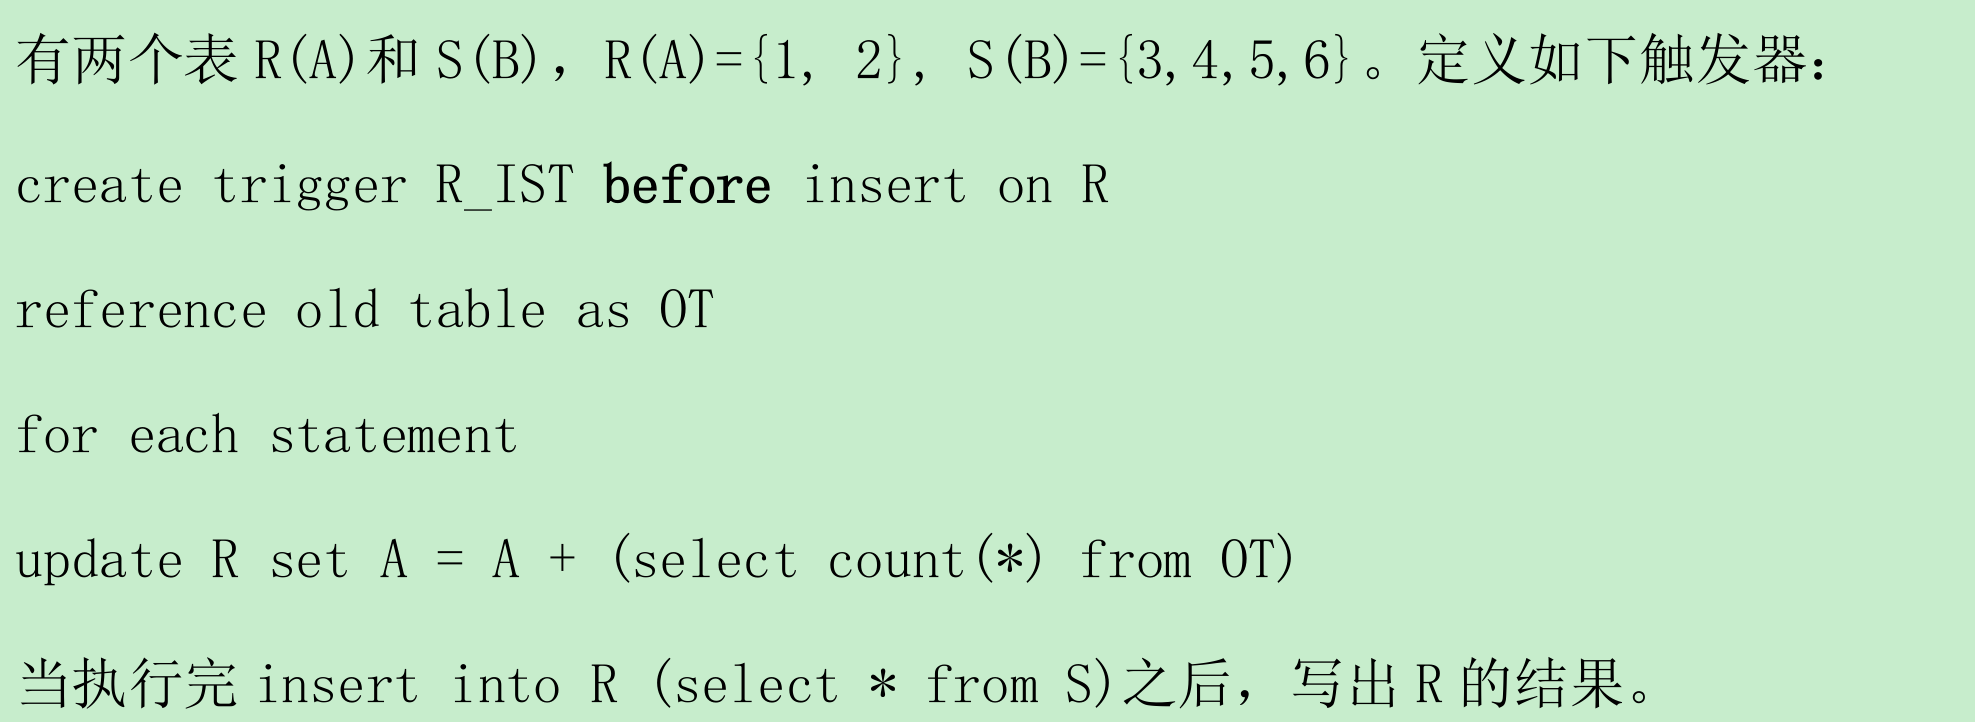 有两个表 R(A)和 S(B)，R(A)={1, 2}, S(B)={3,4,5,6}。定义如下触发器：
create trigger R_IST before insert on R
reference old table as OT
for each statement
update R set A = A + (select count(*) from OT)
当执行完 insert into R (select * from S)之后，写出 R 的结果。